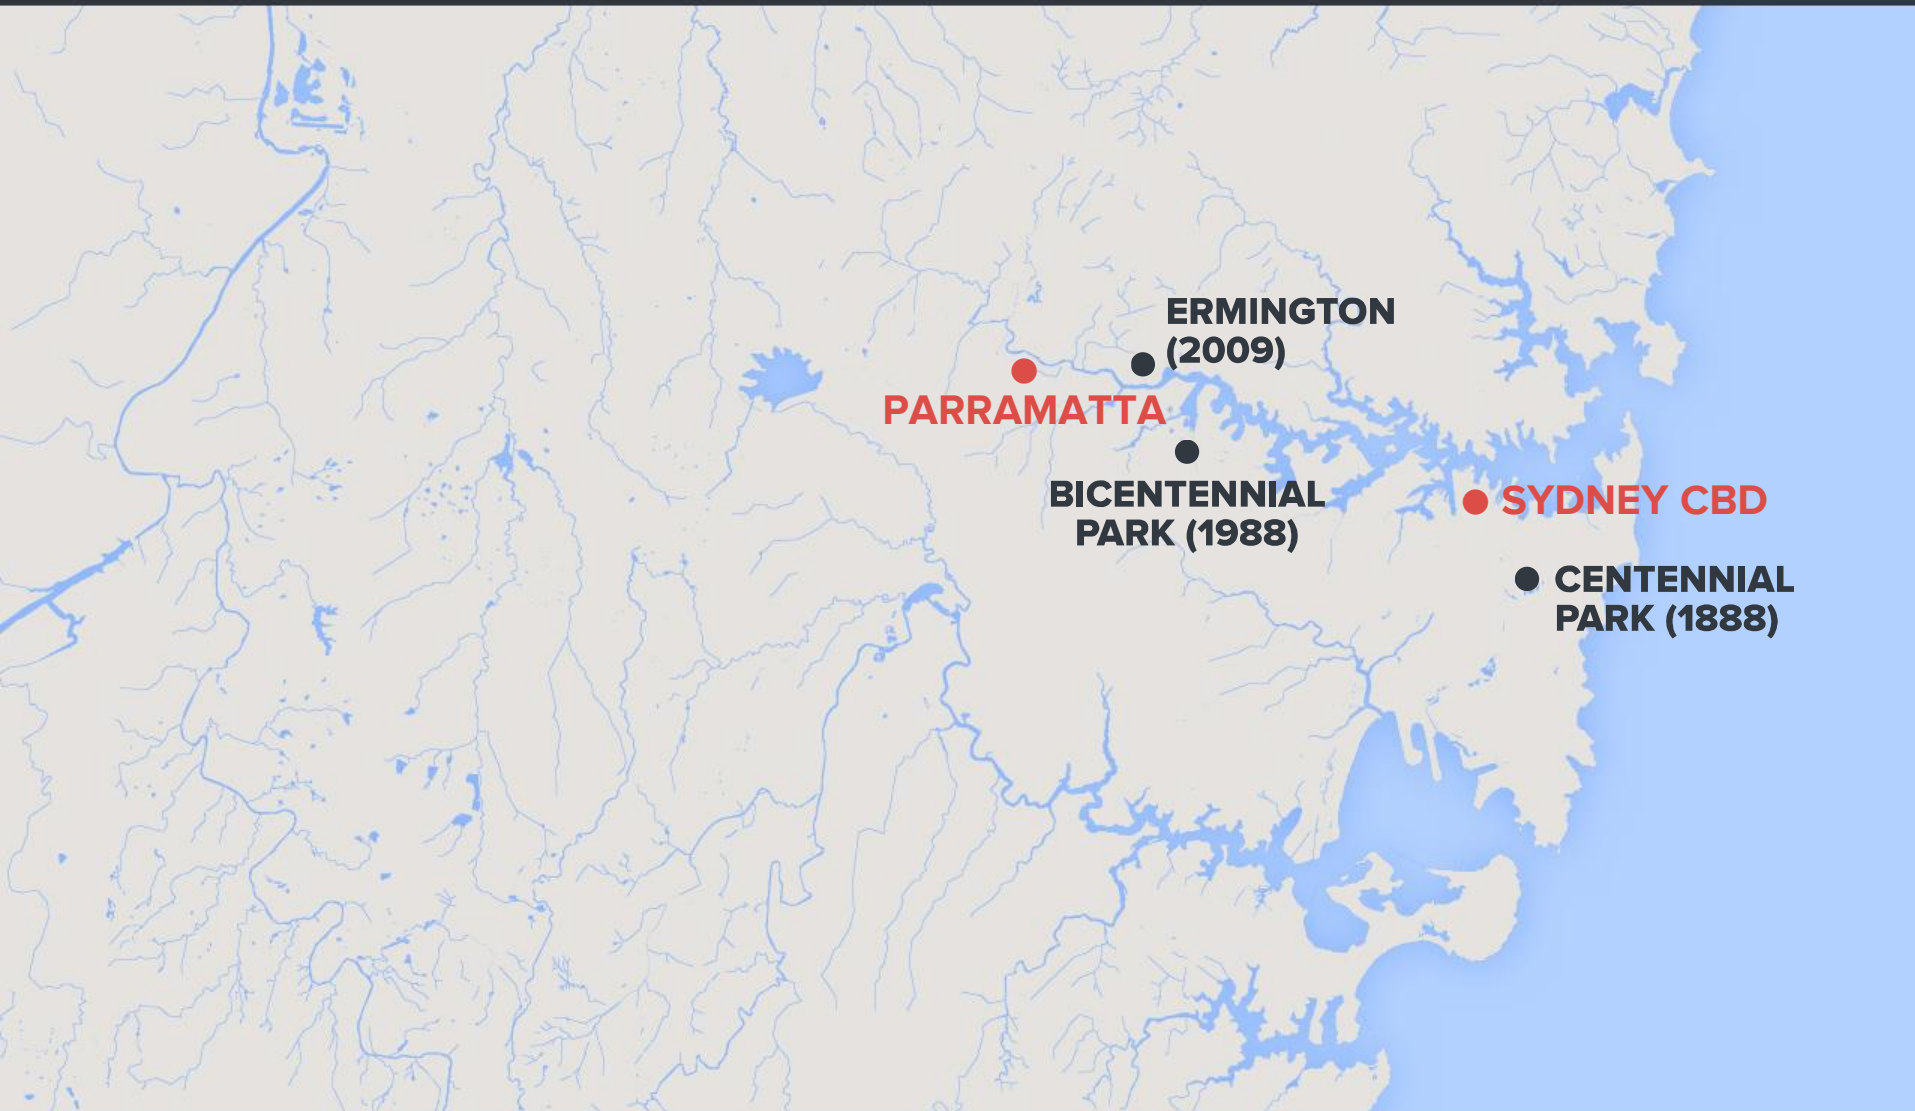 ERMINGTON
(2009)
PARRAMATTA
BICENTENNIAL
PARK (1988)
SYDNEY CBD
CENTENNIAL
PARK (1888)